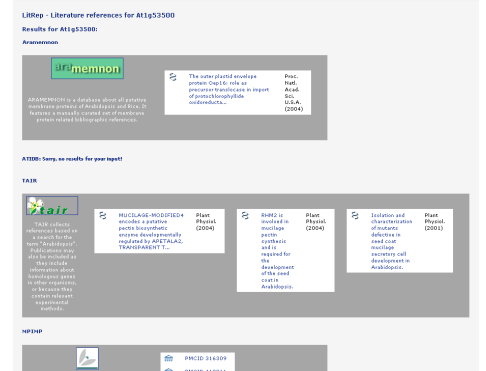 LitRep - Literature references for At1g53500
Results for At1g53500:
Aramemnon
aramemnon
ARAMEMNON is a database about all putative
membrane proteins of Arabidopsis and Rice. It
features a manually curated set of membrane
protein related bibliographic references.
The outer plastid envelope
protein Oep16: role as
precursor translocase in import
of protochlorophyllide
oxidoreducta...
Proc.
Natl.
Acad.
Sci.
U.S.A.
(2004)
ATIDB: Sorry, no results for your input!
TAIR
tair
TAIR collects
references based on
a search for the
term "Arabidopsis".
Publications may
also be included as
they include
information about
homologous genes
in other organisms,
or because they
contain relevant
experimental
methods.
MUCILAGE-MODIFIED4
encodes a putative
pectin biosynthetic
enzyme developmentally
regulated by APETALA2,
TRANSPARENT T...
Plant
Physiol.
(2004)
RHM2 is
involved in
mucilage
pectin
synthesis
and is
required for
the
development
of the seed
coat in
Arabidopsis.
Plant
Physiol.
(2004)
Isolation and
characterization
of mutants
defective in
seed coat
mucilage
secretory cell
development in
Arabidopsis.
Plant
Physiol.
(2001)
MPIMP
PMCID-316309